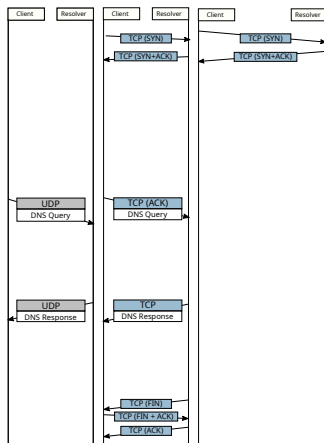 Client Resolver Client Resolver Client Resolver
TCP (SYN) TCP (SYN)
TCP (SYN+ACK) TCP (SYN+ACK)
UDP TCP (ACK)
DNS Query DNS Query
UDP TCP
DNS Response DNS Response
TCP (FIN)
TCP (FIN + ACK)
TCP (ACK)